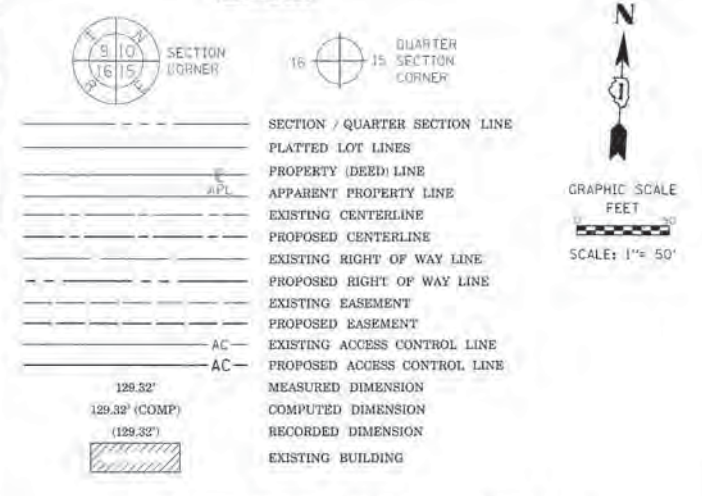 N
9 10
16 15
SECTION
CORNER
16
15
QUARTER
SECTION
CORNER
SECTION / QUARTER SECTION LINE
PLATTED LOT LINES
PROPERTY (DEED) LINE
APL
APPARENT PROPERTY LINE
EXISTING CENTERLINE
PROPOSED CENTERLINE
EXISTING RIGHT OF WAY LINE
PROPOSED RIGHT OF WAY LINE
EXISTING EASEMENT
PROPOSED EASEMENT
AC EXISTING ACCESS CONTROL LINE
AC PROPOSED ACCESS CONTROL LINE
129.32' MEASURED DIMENSION
129.32' (COMP) COMPUTED DIMENSION
(129.32') RECORDED DIMENSION
EXISTING BUILDING
GRAPHIC SCALE
FEET
0 50
SCALE: 1"= 50'